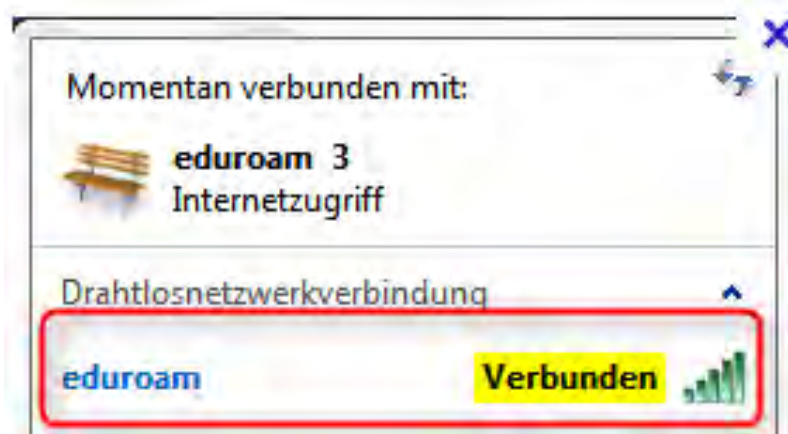 Momentan verbunden mit:
eduroam 3
Internetzugriff
Drahtlosnetzwerkverbindung
eduroam Verbunden